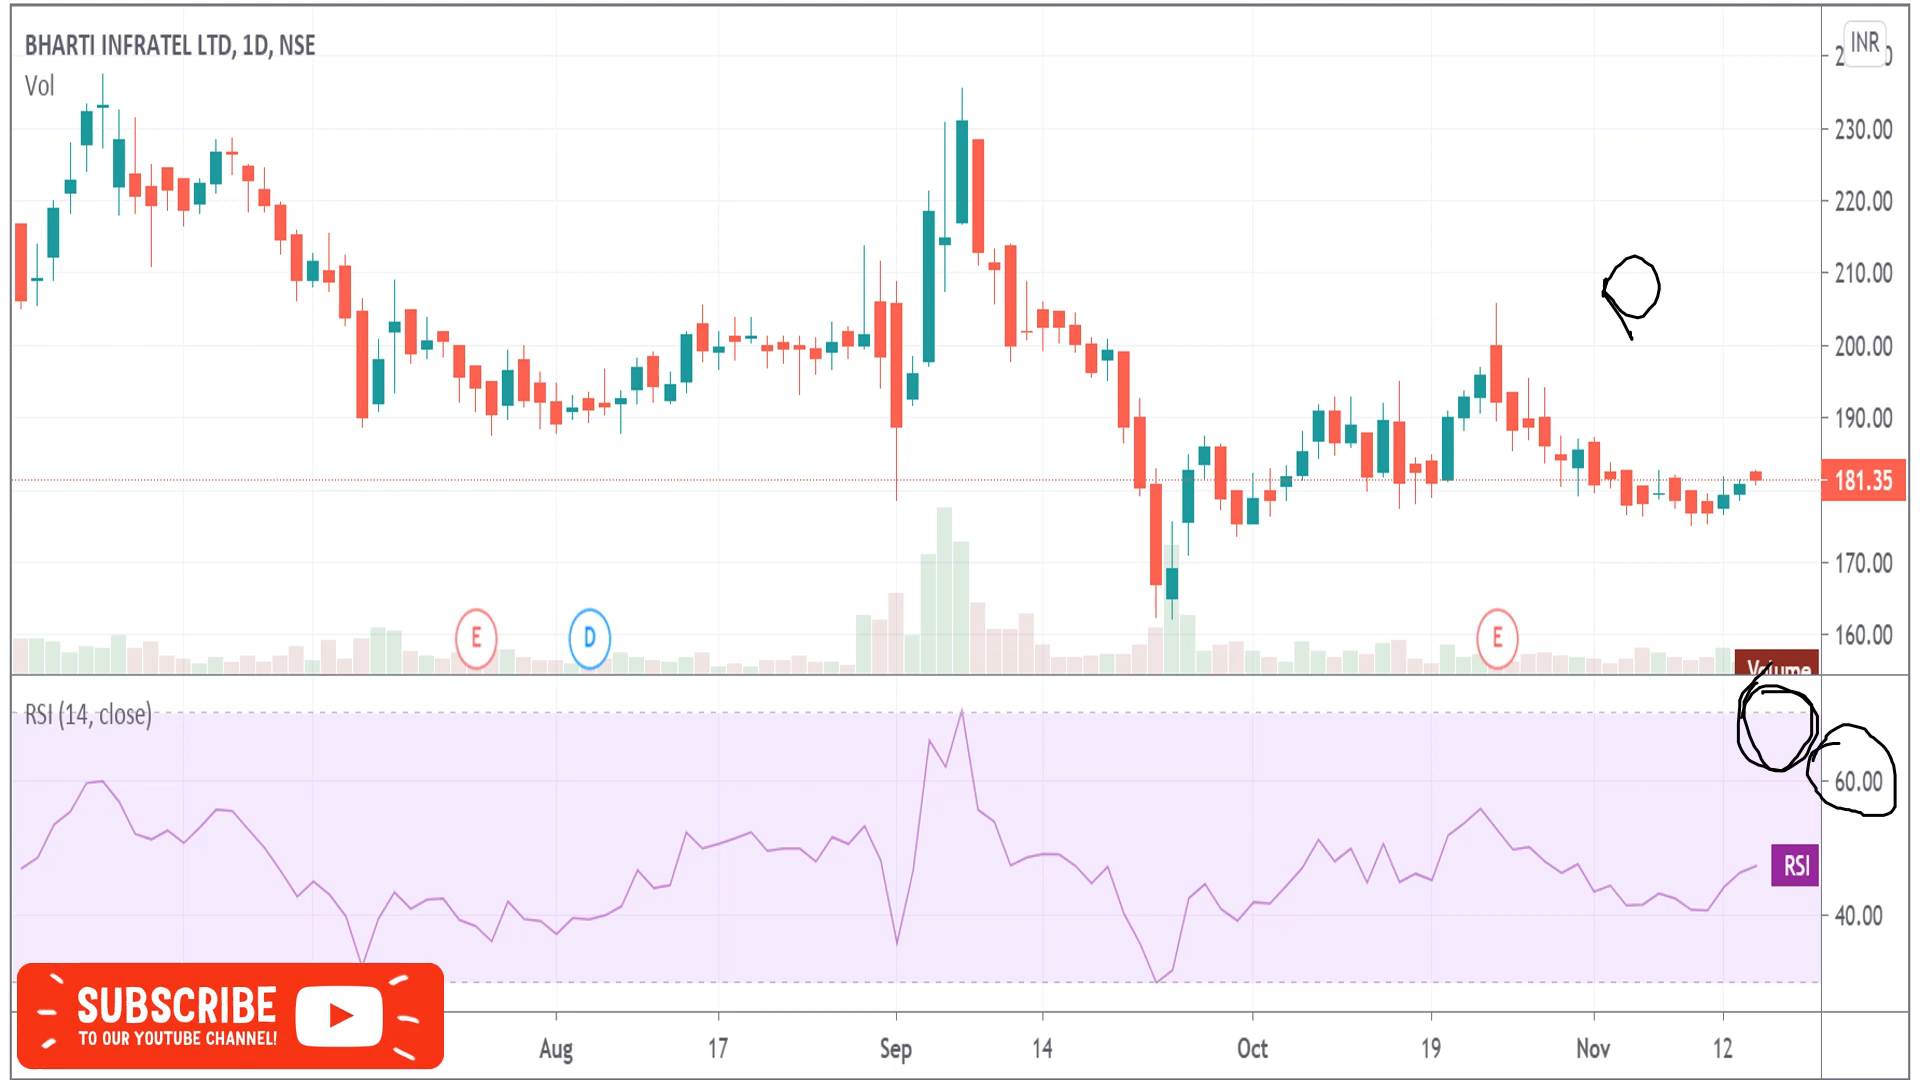 BHARTI INFRATEL LTD, 1D, NSE
Vol
INR
230.00
220.00
210.00
200.00
190.00
181.35
170.00
160.00
E
D
E
Volume
RSI (14, close)
60.00
RSI
40.00
SUBSCRIBE
TO OUR YOUTUBE CHANNEL!
Aug
17
Sep
14
Oct
19
Nov
12